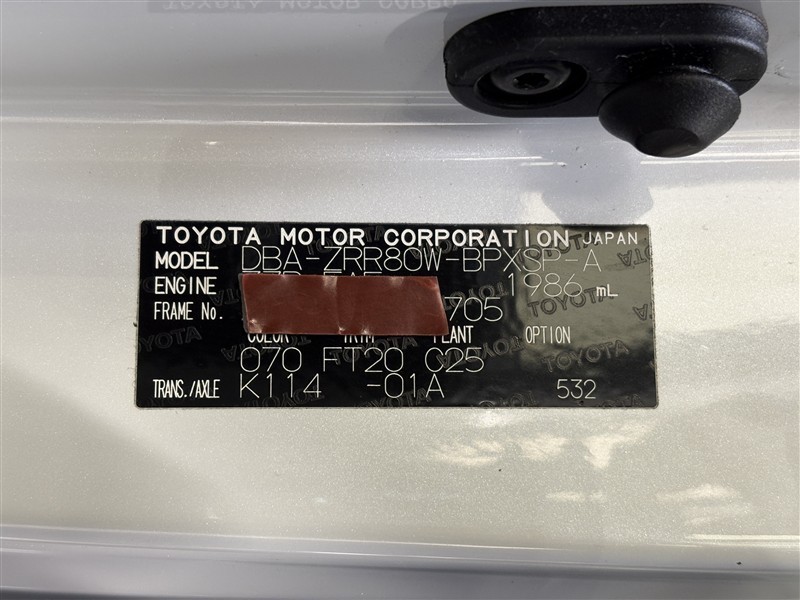 TOYOTA MOTOR CORPORATION JAPAN
MODEL DBA-ZRR80W-BPXSP-A
ENGINE 1986 mL
FRAME No. 705
COLOR TRIM PLANT OPTION
070 FT20 C25
TRANS./AXLE K114 -01A 532